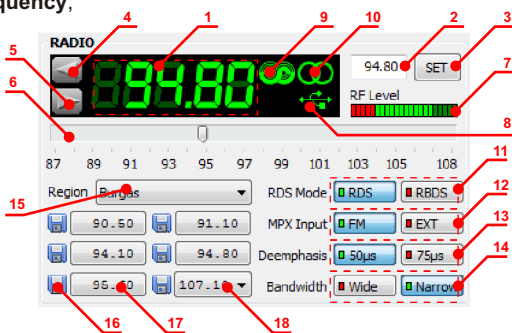 quency,
4 1 9 10 2 3
RADIO
5
94.80
94.80 SET
6
RF Level
7
8
87 89 91 93 95 97 99 101 103 105 108
11
Region Burgas RDS Mode RDS RBDS
15
12
90.50 91.10 MPX Input FM EXT
13
94.10 94.80 Deemphasis 50µs 75µs
14
95.60 107.10 Bandwidth Wide Narrow
16 17 18